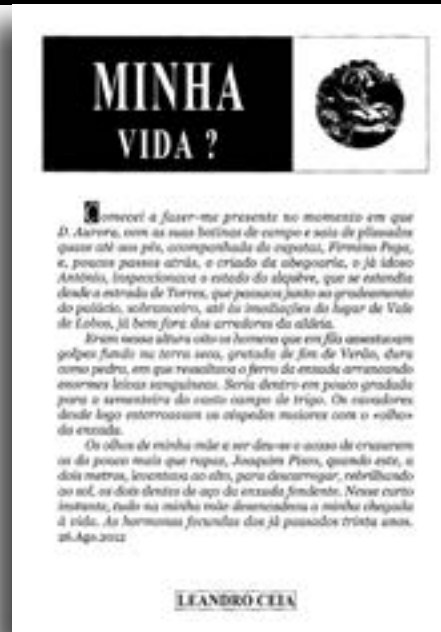 MINHA
VIDA ?
Comecei a fazer-me presente no momento em que
D. Aurora, com as suas botinas de campo e saia de plissados
quase até aos pés, acompanhada do capataz, Firmino Pega,
e, poucos passos atrás, o criado da abegoaria, o já idoso
António, inspeccionava o estado do alqueive, que se estendia
desde a estrada de Torres, que passava junto ao gradeamento
do palácio, sobranceiro, até às imediações do lugar de Vale
de Lobos, já bem fora dos arredores da aldeia.
Eram nessa altura oito os homens que em fila assentavam
golpes fundo na terra seca, gretada de fim de Verão, dura
como pedra, em que ressaltava o ferro da enxada arrancando
enormes leivas sanguíneas. Seria dentro em pouco gradada
para a sementeira do vasto campo de trigo. Os cavadores
desde logo esterroavam os céspedes maiores com o «olho»
da enxada.
Os olhos de minha mãe a ser deu-se o acaso de cruzarem
os do pouco mais que rapaz, Joaquim Pisco, quando este, a
dois metros, levantava ao alto, para descarregar, rebrilhando
ao sol, os dois dentes de aço da enxada fendente. Nesse curto
instante, tudo na minha mãe desencadeou a minha chegada
à vida. As hormonas fecundas dos já passados trinta anos.
26.Ago.2012
LEANDRO CEIA